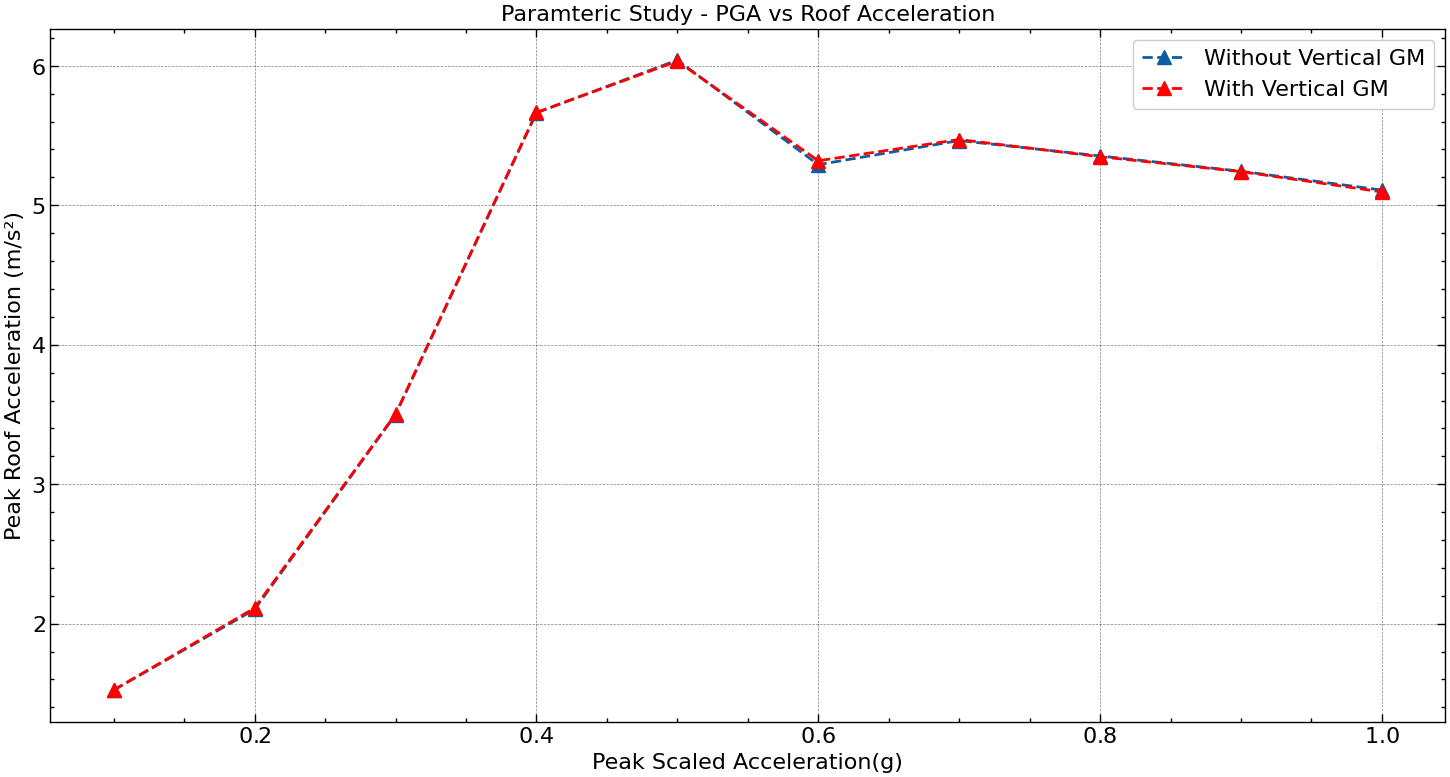 Paramteric Study - PGA vs Roof Acceleration
Without Vertical GM
With Vertical GM
Peak Roof Acceleration (m/s²)
6
5
4
3
2
0.2
0.4
0.6
0.8
1.0
Peak Scaled Acceleration(g)